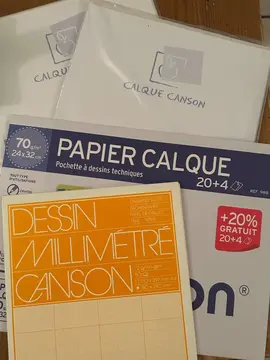 CALQUE CANSON
CALQUE CANSON
70 g/m²
24x32 cm
PAPIER CALQUE
Pochette à dessins techniques
20+4
+20%
GRATUIT
20+4
DESSIN
MILLIMÉTRÉ
CANSON
on®